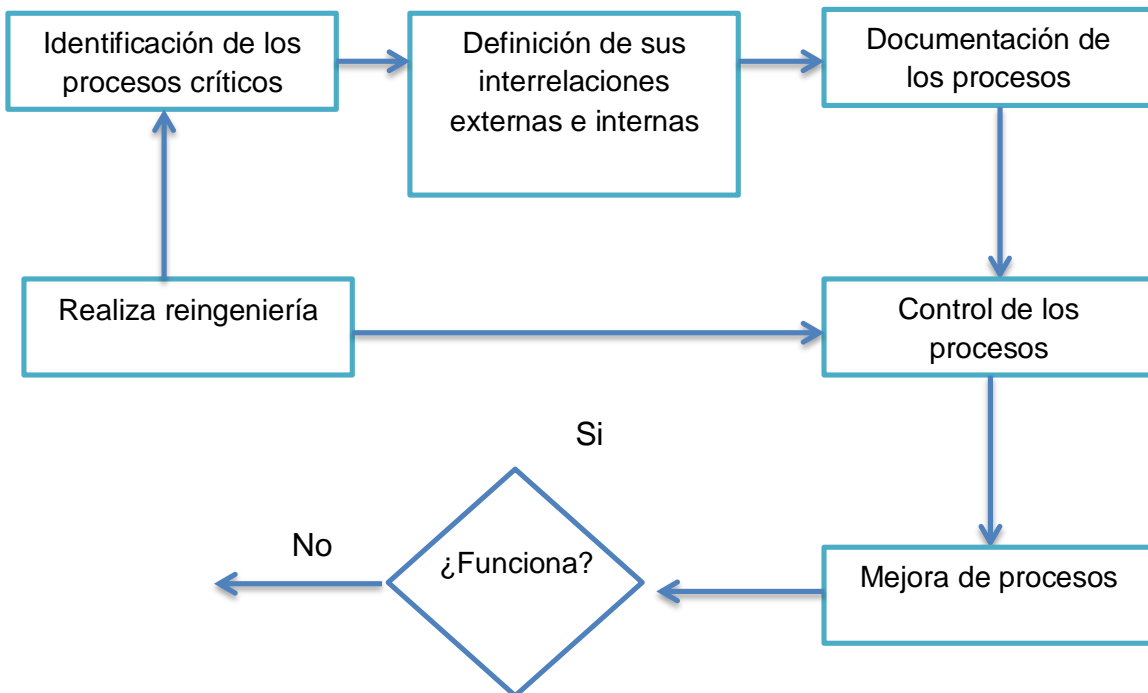 Identificación de los
procesos críticos
Definición de sus
interrelaciones
externas e internas
Documentación de
los procesos
Realiza reingeniería
Control de los
procesos
Si
No
¿Funciona?
Mejora de procesos